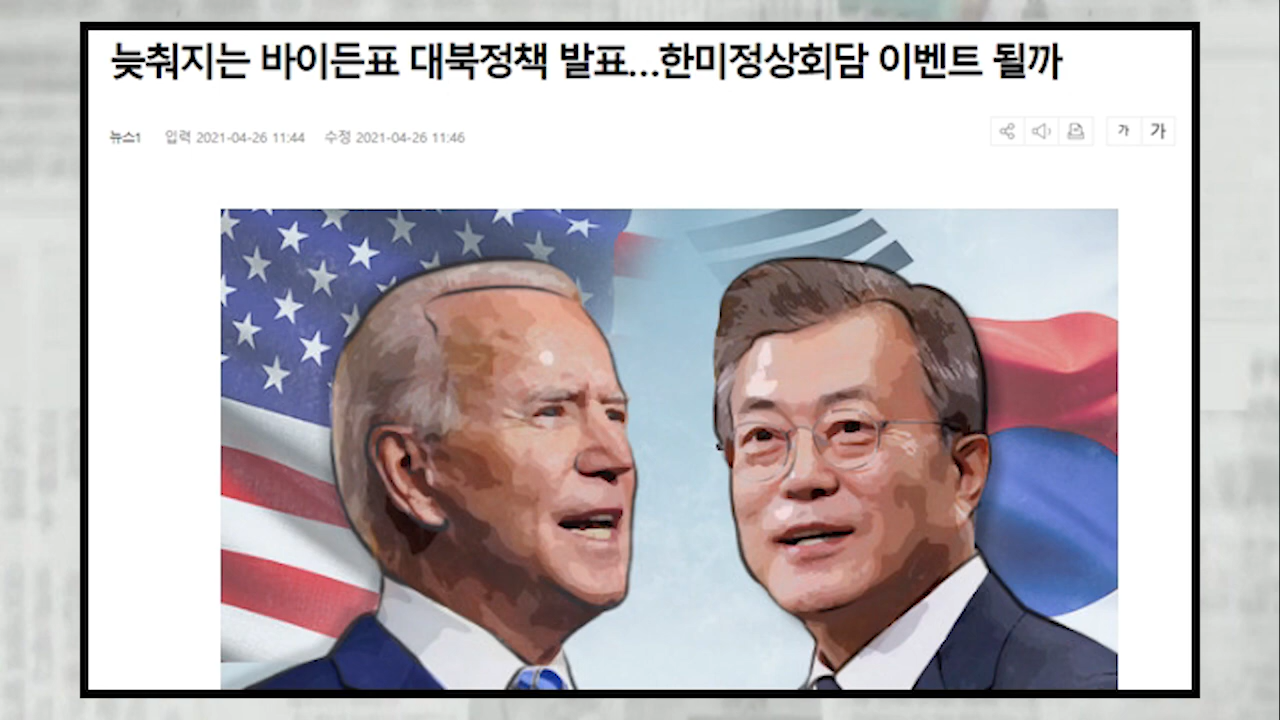 늦춰지는 바이든표 대북정책 발표...한미정상회담 이벤트 될까
뉴스1 입력 2021-04-26 11:44 수정 2021-04-26 11:46 가 가